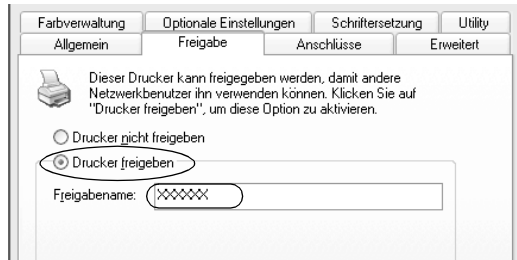 Farbverwaltung Optionale Einstellungen Schriftersetzung Utility
Allgemein Freigabe Anschlüsse Erweitert
Dieser Drucker kann freigegeben werden, damit andere
Netzwerkbenutzer ihn verwenden können. Klicken Sie auf
"Drucker freigeben", um diese Option zu aktivieren.
Drucker nicht freigeben
Drucker freigeben
Freigabename: XXXXXX